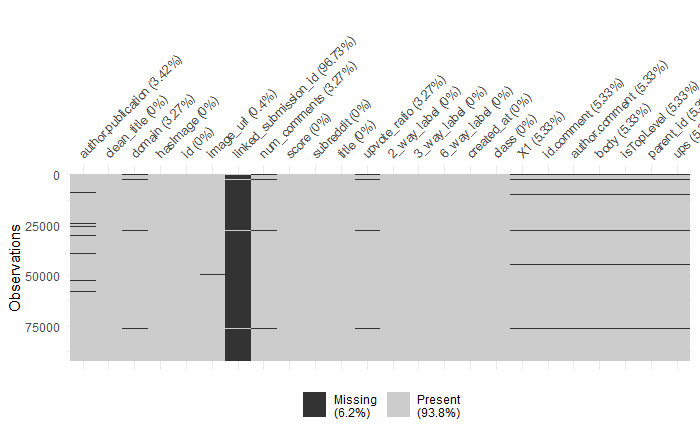 author.publication (3.42%)
clean_title (0%)
domain (3.27%)
hasImage (0%)
id (0%)
image_url (0.4%)
linked_submission_id (96.73%)
num_comments (3.27%)
score (0%)
subreddit (0%)
title (0%)
upvote_ratio (3.27%)
2_way_label (0%)
3_way_label (0%)
6_way_label (0%)
created_at (0%)
class (0%)
X1 (5.33%)
id.comment (5.33%)
author.comment (5.33%)
body (5.33%)
isTopLevel (5.33%)
parent_id (5.3
ups (5.
Observations
0
25000
50000
75000
Missing
(6.2%)
Present
(93.8%)